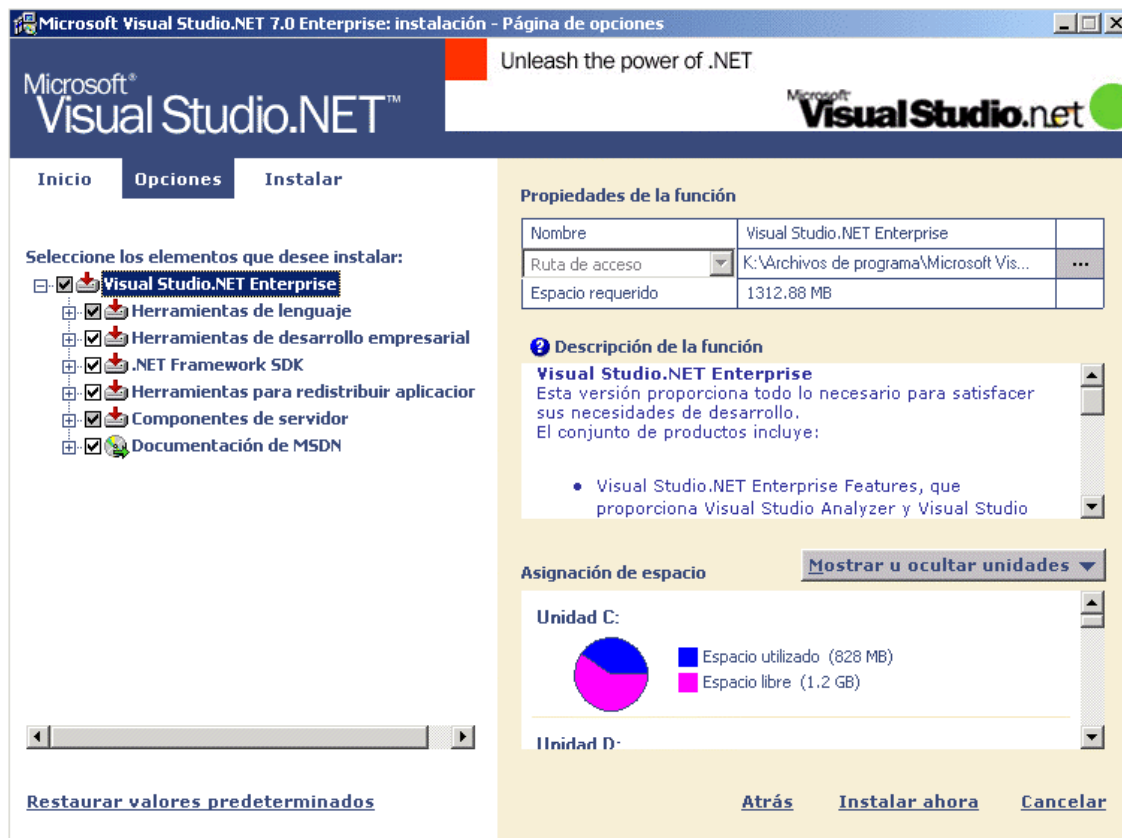 Microsoft Visual Studio.NET 7.0 Enterprise: instalación - Página de opciones
Microsoft®
Visual Studio.NET™
Unleash the power of .NET
Microsoft
Visual Studio.net
Inicio
Opciones
Instalar
Seleccione los elementos que desee instalar:
Visual Studio.NET Enterprise
Herramientas de lenguaje
Herramientas de desarrollo empresarial
.NET Framework SDK
Herramientas para redistribuir aplicacior
Componentes de servidor
Documentación de MSDN
Restaurar valores predeterminados
Propiedades de la función
Nombre Visual Studio.NET Enterprise
Ruta de acceso K:\Archivos de programa\Microsoft Vis... ...
Espacio requerido 1312.88 MB
Descripción de la función
Visual Studio.NET Enterprise
Esta versión proporciona todo lo necesario para satisfacer
sus necesidades de desarrollo.
El conjunto de productos incluye:
• Visual Studio.NET Enterprise Features, que
proporciona Visual Studio Analyzer y Visual Studio
Asignación de espacio
Mostrar u ocultar unidades
Unidad C:
Espacio utilizado (828 MB)
Espacio libre (1.2 GB)
Unidad D:
Atrás
Instalar ahora
Cancelar